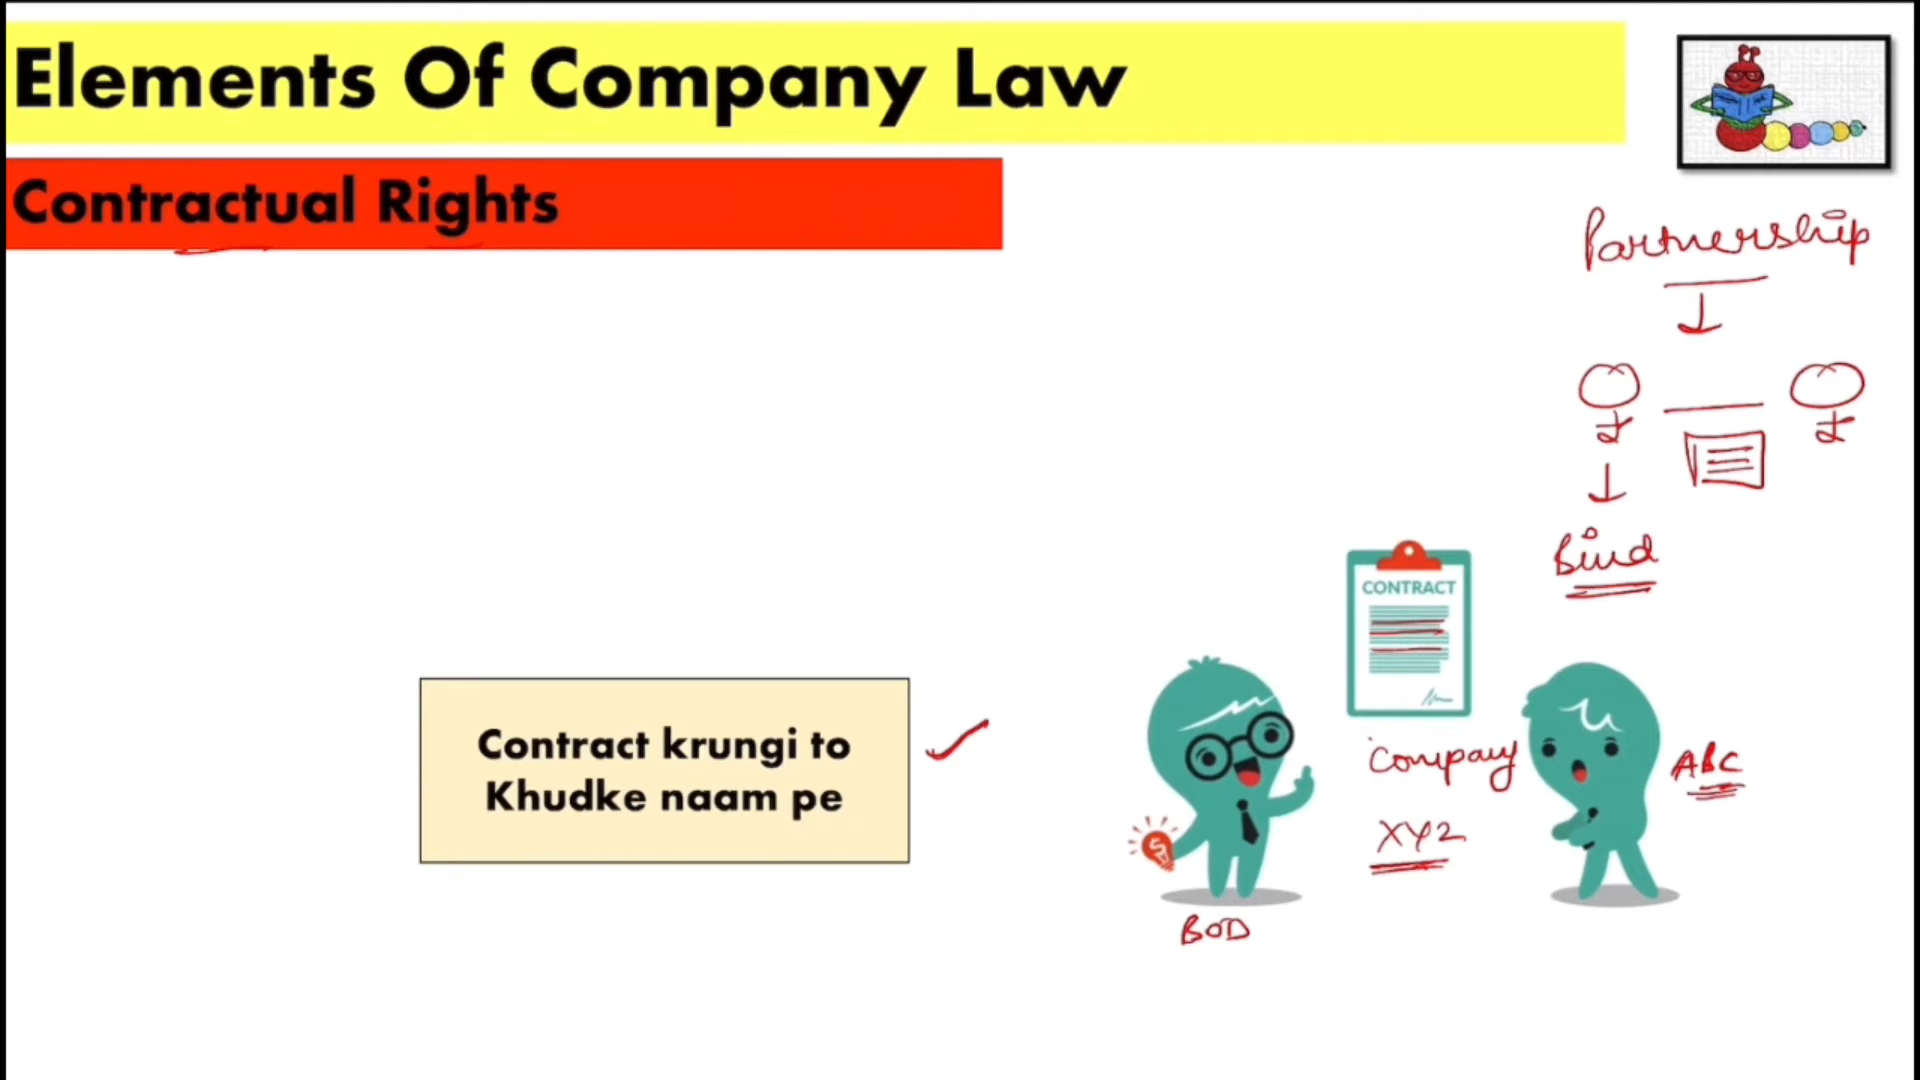 Elements Of Company Law
Contractual Rights
Partnership
Bind
CONTRACT
Contract krungi to
Khudke naam pe
Company
XYZ
ABC
BOD